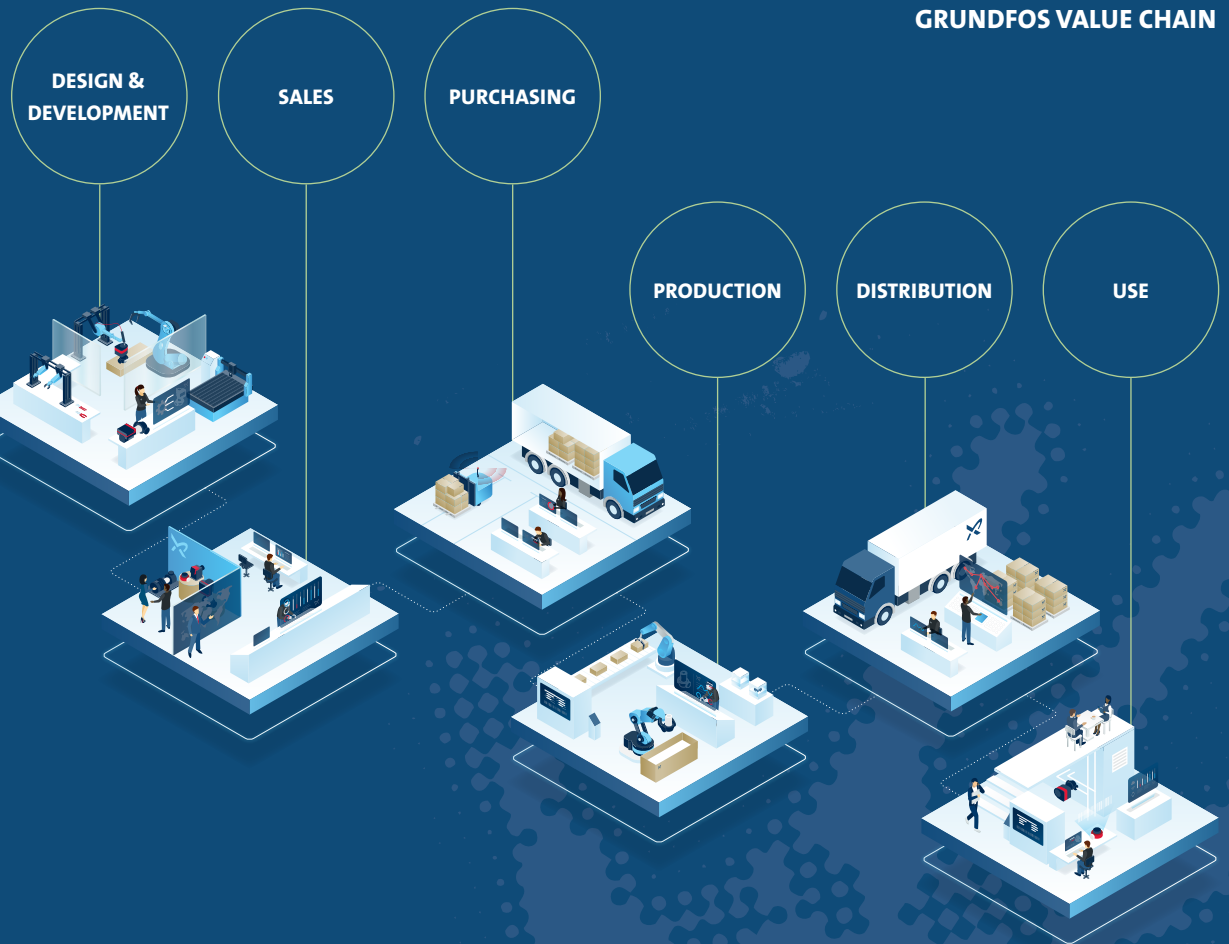 GRUNDFOS VALUE CHAIN
DESIGN &
DEVELOPMENT
SALES
PURCHASING
PRODUCTION
DISTRIBUTION
USE